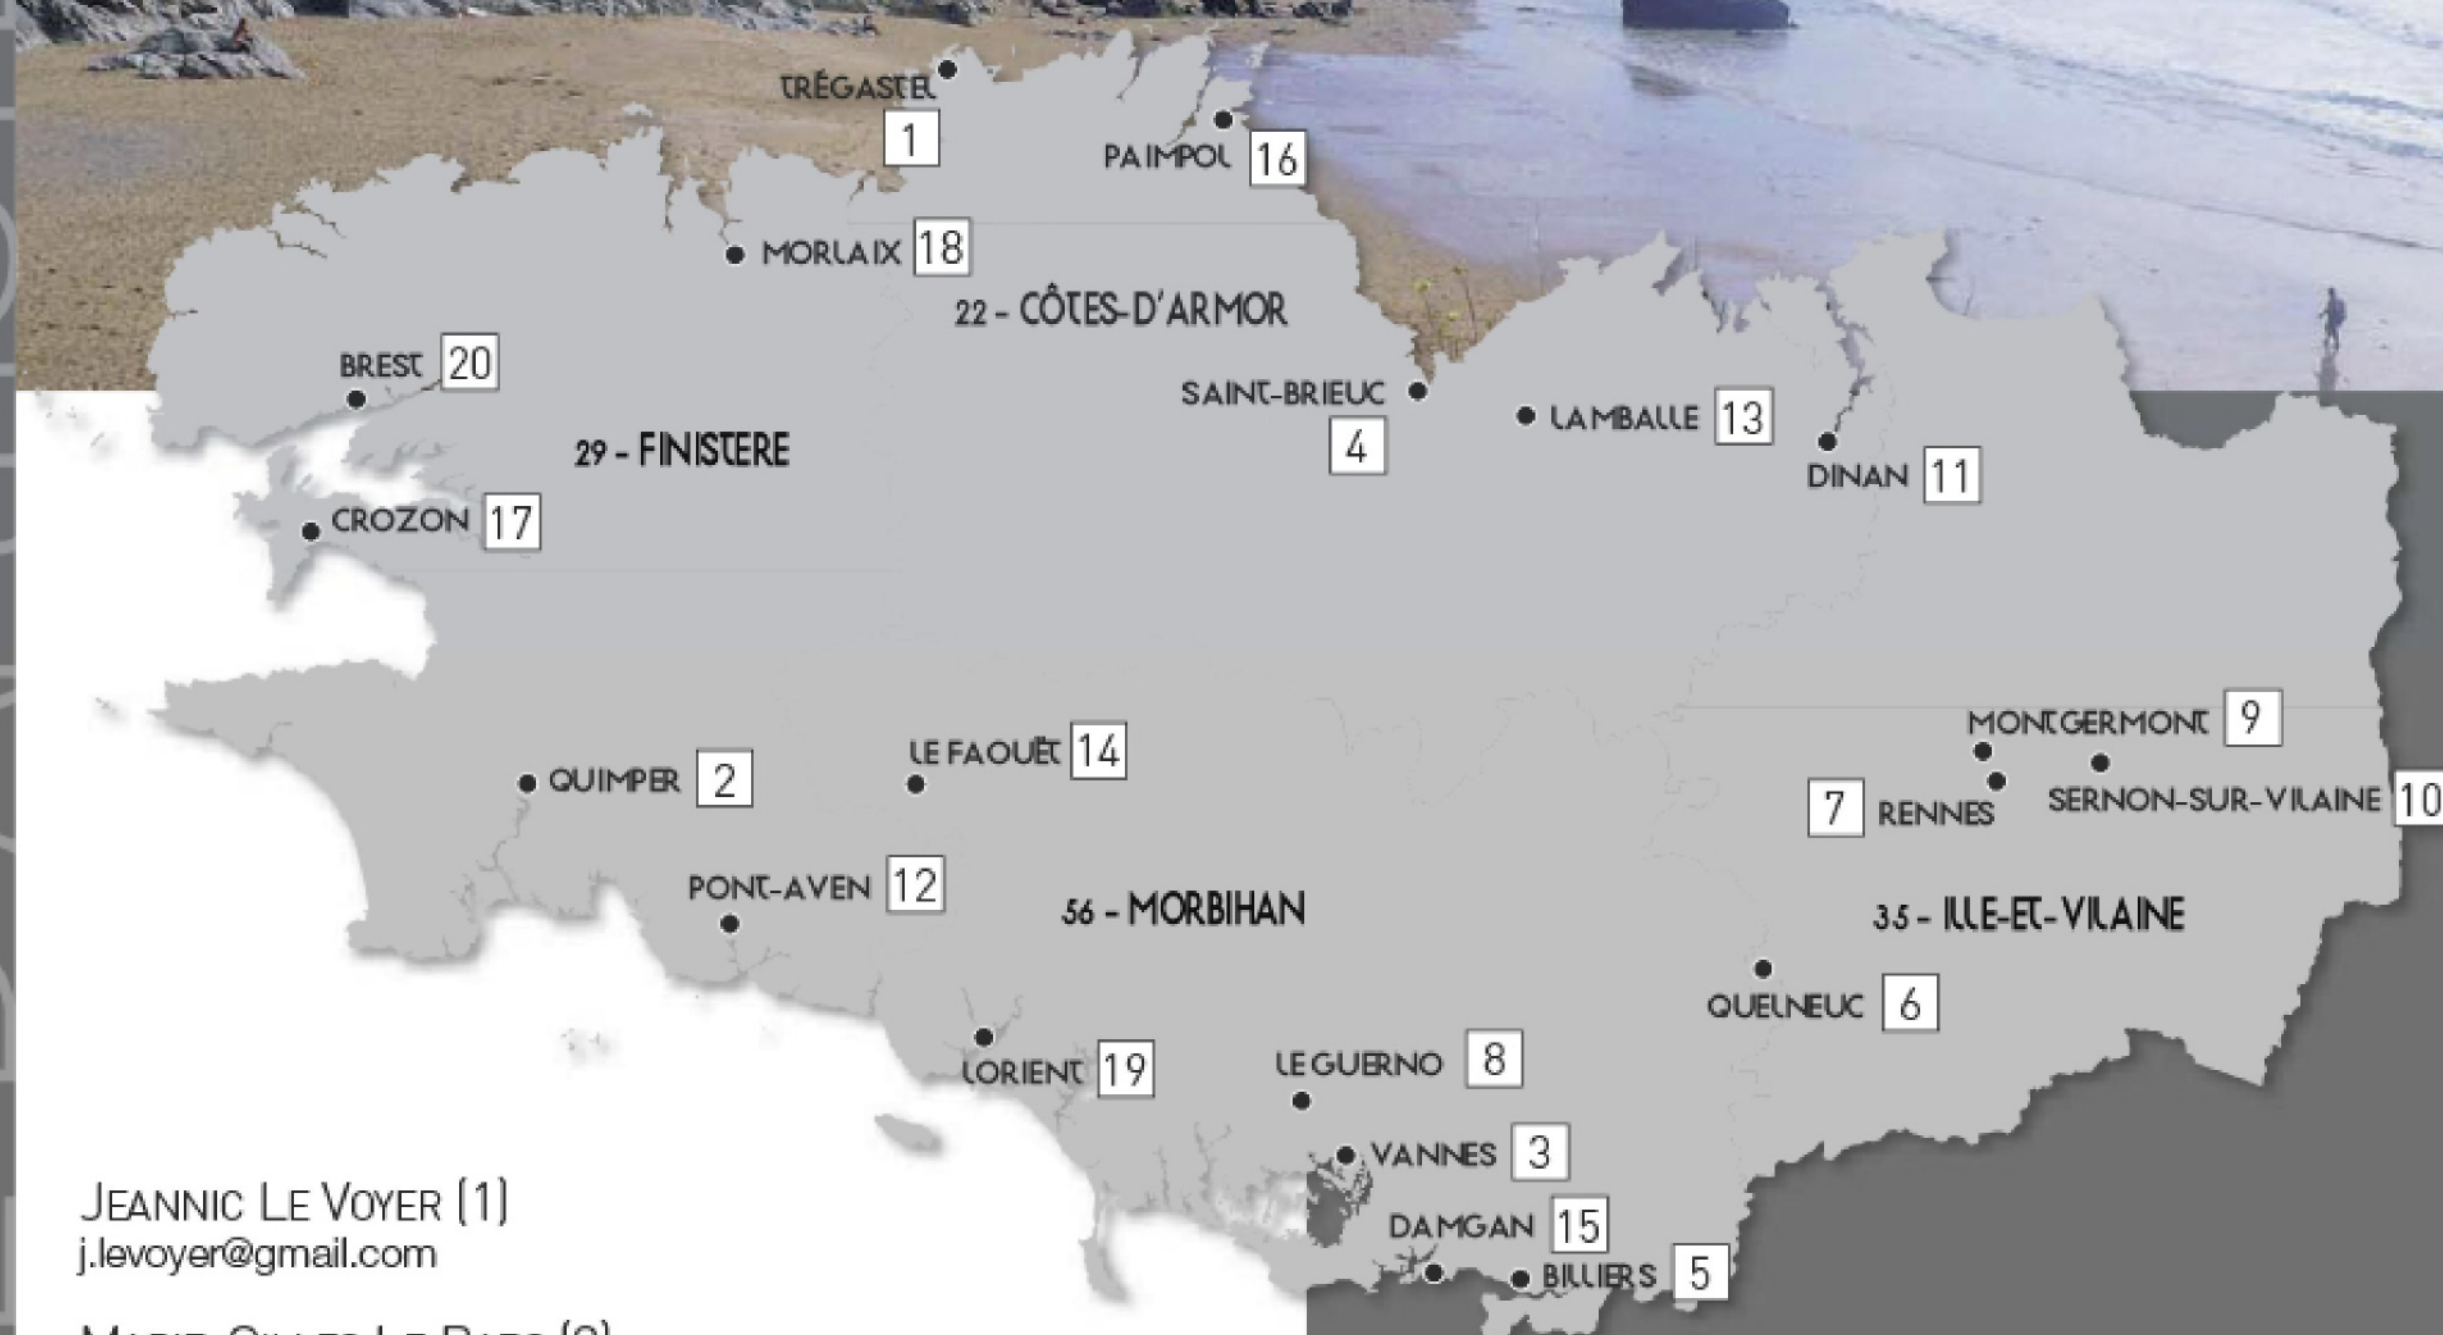 TRÉGASTEL
1
PAIMPOL 16
MORLAIX 18
22 - CÔTES-D'ARMOR
BREST 20
SAINT-BRIEUC
4
LAMBALLE 13
29 - FINISTERE
DINAN 11
CROZON 17
MONTGERMONT 9
LE FAOUËT 14
QUIMPER 2
7 RENNES
SERNON-SUR-VILAINE 10
PONT-AVEN 12
56 - MORBIHAN
35 - ILLE-ET-VILAINE
QUELNEUC 6
LE GUERNO 8
LORIENT 19
VANNES 3
DAMGAN 15
BILLIERS 5
JEANNIC LE VOYER (1)
j.levoyer@gmail.com